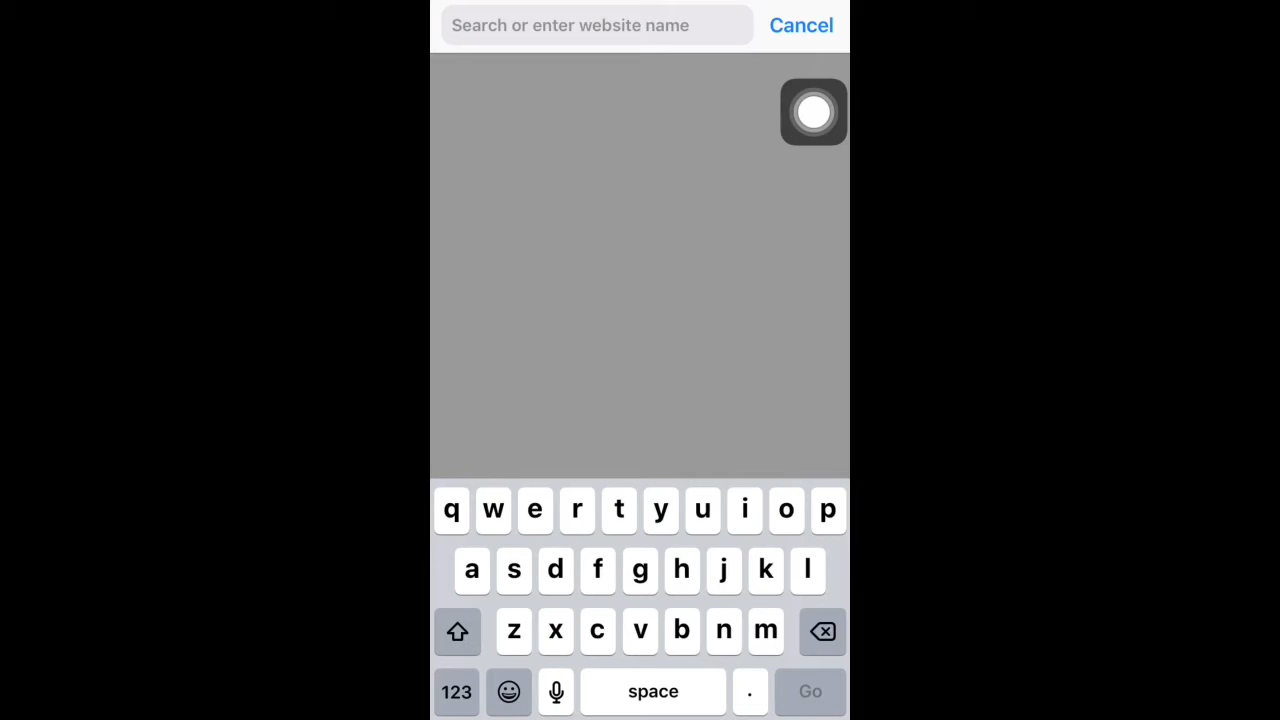 Search or enter website name Cancel
q w e r t y u i o p
a s d f g h j k l
z x c v b n m
123 space . Go